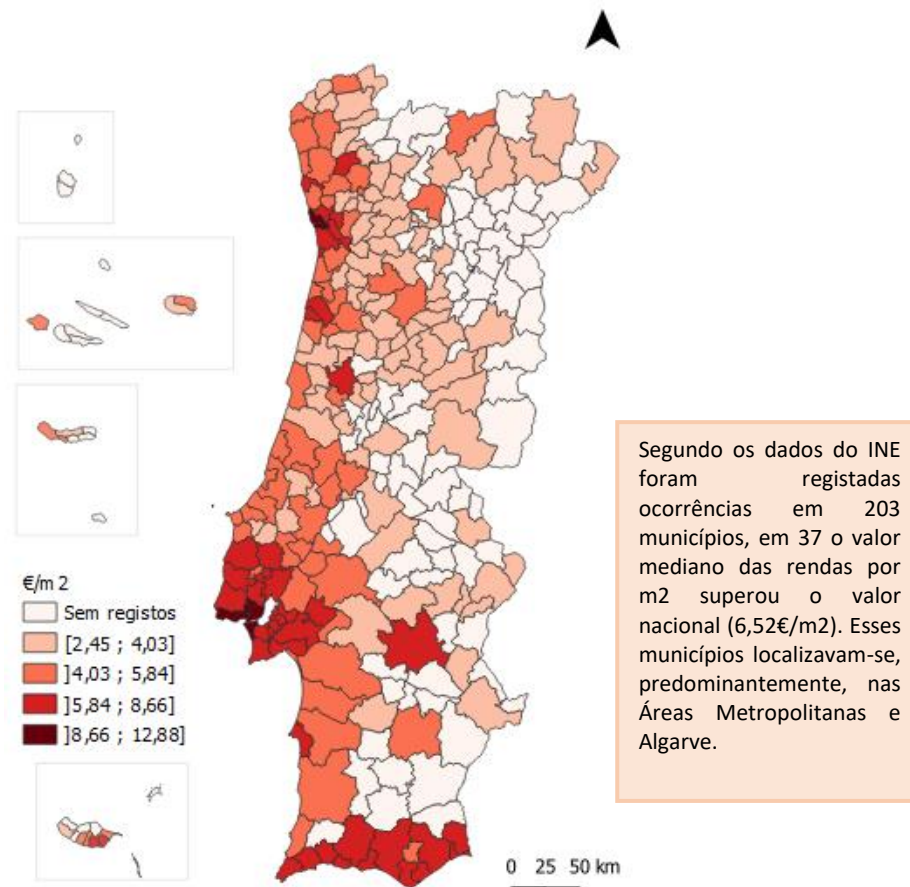 €/m 2
Sem registos
[2,45 ; 4,03]
]4,03 ; 5,84]
]5,84 ; 8,66]
]8,66 ; 12,88]
0 25 50 km
Segundo os dados do INE
foram registadas
ocorrências em 203
municípios, em 37 o valor
mediano das rendas por
m2 superou o valor
nacional (6,52€/m2). Esses
municípios localizavam-se,
predominantemente, nas
Áreas Metropolitanas e
Algarve.